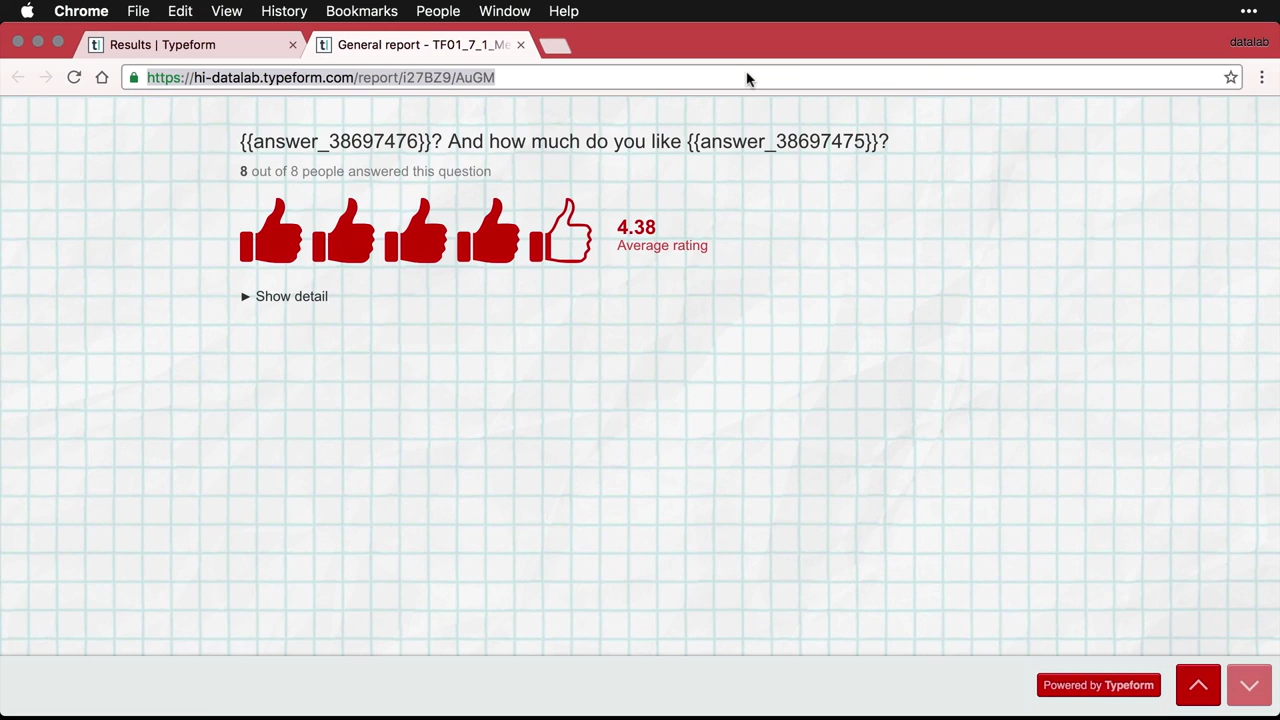 Chrome File Edit View History Bookmarks People Window Help
Results | Typeform
General report - TF01_7_1_Me
datalab
https://hi-datalab.typeform.com/report/i27BZ9/AuGM
{{answer_38697476}}? And how much do you like {{answer_38697475}}?
8 out of 8 people answered this question
4.38
Average rating
► Show detail
Powered by Typeform